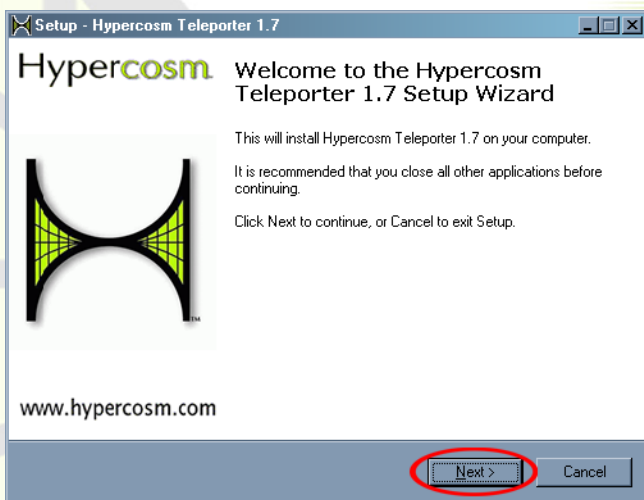 Setup - Hypercosm Teleporter 1.7
Hypercosm
Welcome to the Hypercosm
Teleporter 1.7 Setup Wizard
This will install Hypercosm Teleporter 1.7 on your computer.
It is recommended that you close all other applications before
continuing.
Click Next to continue, or Cancel to exit Setup.
TM
www.hypercosm.com
Next >
Cancel